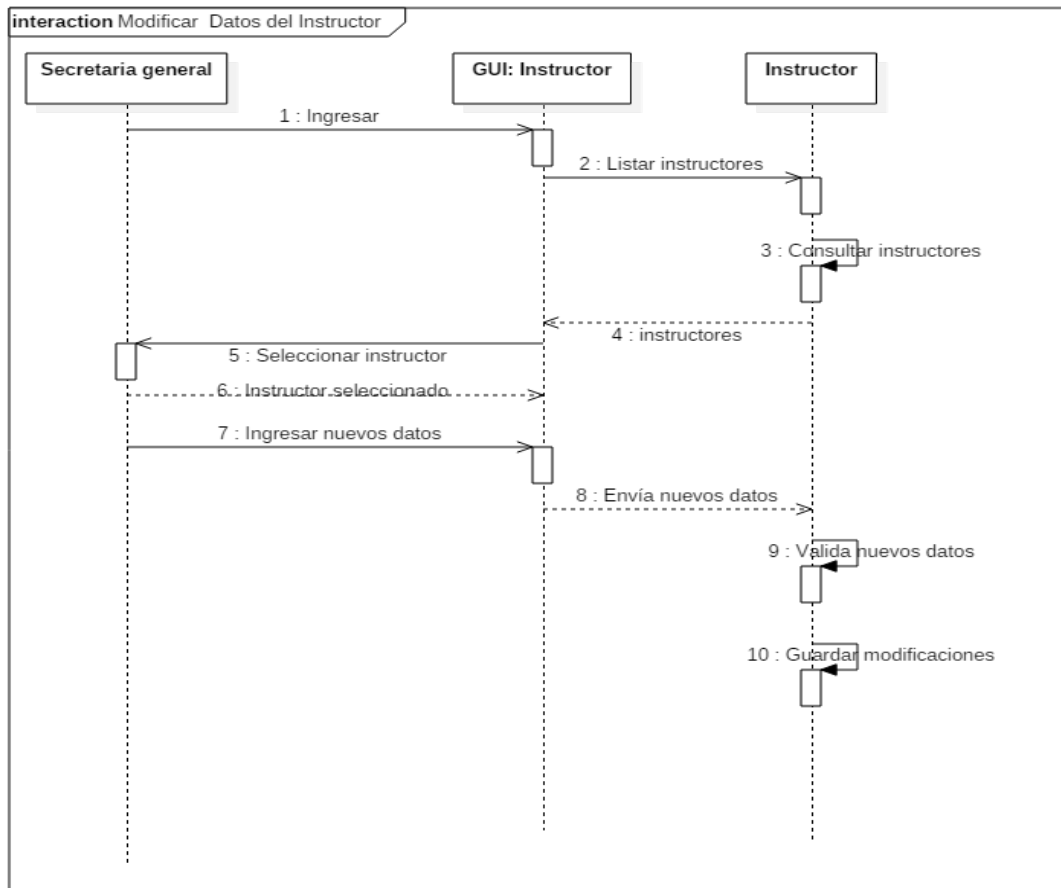 interaction Modificar  Datos del Instructor
Secretaria general
GUI: Instructor
Instructor
1 : Ingresar
2 : Listar instructores
3 : Consultar instructores
4 : instructores
5 : Seleccionar instructor
6 : Instructor seleccionado
7 : Ingresar nuevos datos
8 : Envía nuevos datos
9 : Valida nuevos datos
10 : Guardar modificaciones